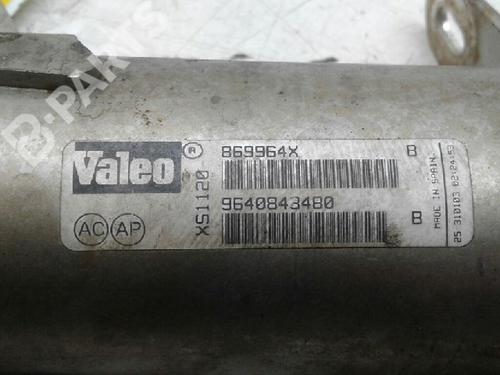 B-PARTS
Valeo ®
869964X B
XS1120
9640843480 B
AC AP
MADE IN SPAIN
25 310103 02:24:53